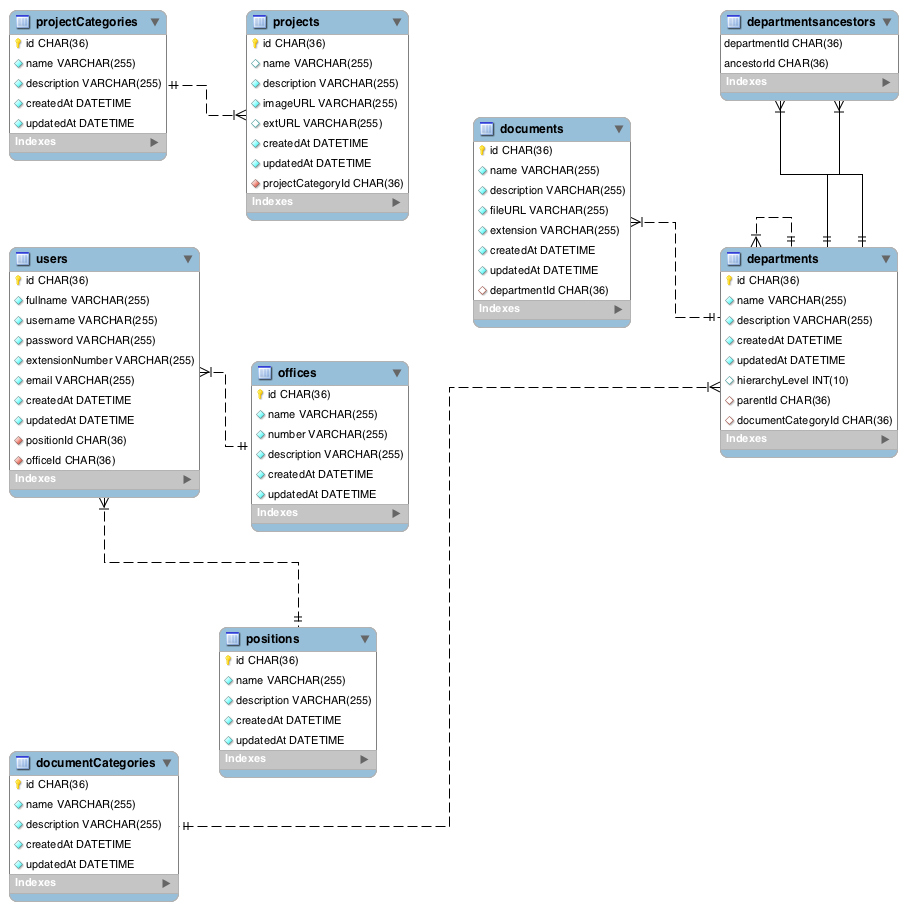 projectCategories
id CHAR(36)
name VARCHAR(255)
description VARCHAR(255)
createdAt DATETIME
updatedAt DATETIME
Indexes
projects
id CHAR(36)
name VARCHAR(255)
description VARCHAR(255)
imageURL VARCHAR(255)
extURL VARCHAR(255)
createdAt DATETIME
updatedAt DATETIME
projectCategoryId CHAR(36)
Indexes
departmentsancestors
departmentId CHAR(36)
ancestorId CHAR(36)
Indexes
documents
id CHAR(36)
name VARCHAR(255)
description VARCHAR(255)
fileURL VARCHAR(255)
extension VARCHAR(255)
createdAt DATETIME
updatedAt DATETIME
departmentId CHAR(36)
Indexes
users
id CHAR(36)
fullname VARCHAR(255)
username VARCHAR(255)
password VARCHAR(255)
extensionNumber VARCHAR(255)
email VARCHAR(255)
createdAt DATETIME
updatedAt DATETIME
positionId CHAR(36)
officeId CHAR(36)
Indexes
offices
id CHAR(36)
name VARCHAR(255)
number VARCHAR(255)
description VARCHAR(255)
createdAt DATETIME
updatedAt DATETIME
Indexes
departments
id CHAR(36)
name VARCHAR(255)
description VARCHAR(255)
createdAt DATETIME
updatedAt DATETIME
hierarchyLevel INT(10)
parentId CHAR(36)
documentCategoryId CHAR(36)
Indexes
positions
id CHAR(36)
name VARCHAR(255)
description VARCHAR(255)
createdAt DATETIME
updatedAt DATETIME
Indexes
documentCategories
id CHAR(36)
name VARCHAR(255)
description VARCHAR(255)
createdAt DATETIME
updatedAt DATETIME
Indexes